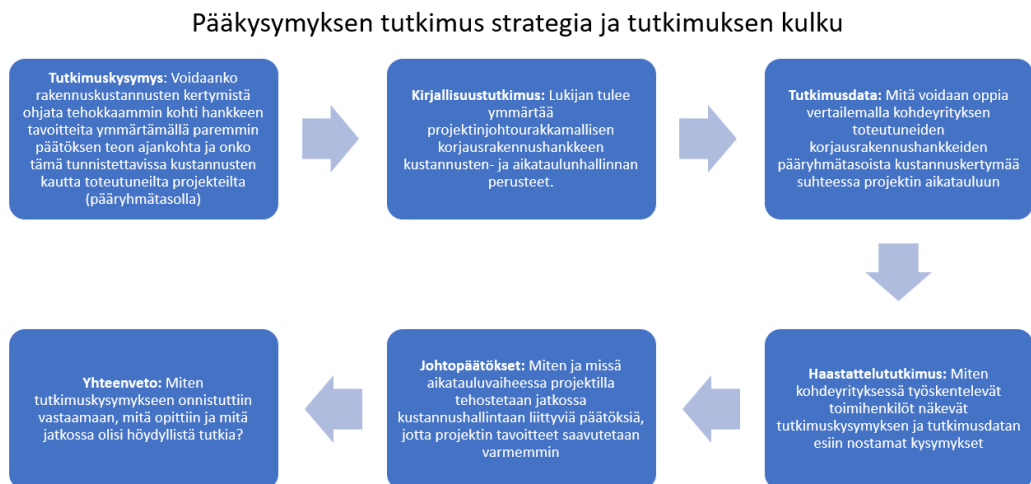 Pääkysymyksen tutkimus strategia ja tutkimuksen kulku
Tutkimuskysymys: Voidaanko
rakennuskustannusten kertymistä
ohjata tehokkaammin kohti hankkeen
tavoitteita ymmärtämällä paremmin
päätöksen teon ajankohta ja onko
tämä tunnistettavissa kustannusten
kautta toteutuneilta projekteilta
(pääryhmätasolla)
Kirjallisuustutkimus: Lukijan tulee
ymmärtää
projektinjohtourakkamallisen
korjausrakennushankkeen
kustannusten- ja aikataulunhallinnan
perusteet.
Tutkimusdata: Mitä voidaan oppia
vertailemalla kohdeyrityksen
toteutuneiden
korjausrakennushankkeiden
pääryhmätasoista kustannuskertymää
suhteessa projektin aikatauluun
Haastattelututkimus: Miten
kohdeyrityksessä työskentelevät
toimihenkilöt näkevät
tutkimuskysymyksen ja tutkimusdatan
esiin nostamat kysymykset
Johtopäätökset: Miten ja missä
aikatauluvaiheessa projektilla
tehostetaan jatkossa
kustannushallintaan liittyviä päätöksiä,
jotta projektin tavoitteet saavutetaan
varmemmin
Yhteenveto: Miten
tutkimuskysymykseen onnistuttiin
vastaamaan, mitä opittiin ja mitä
jatkossa olisi höydyllistä tutkia?